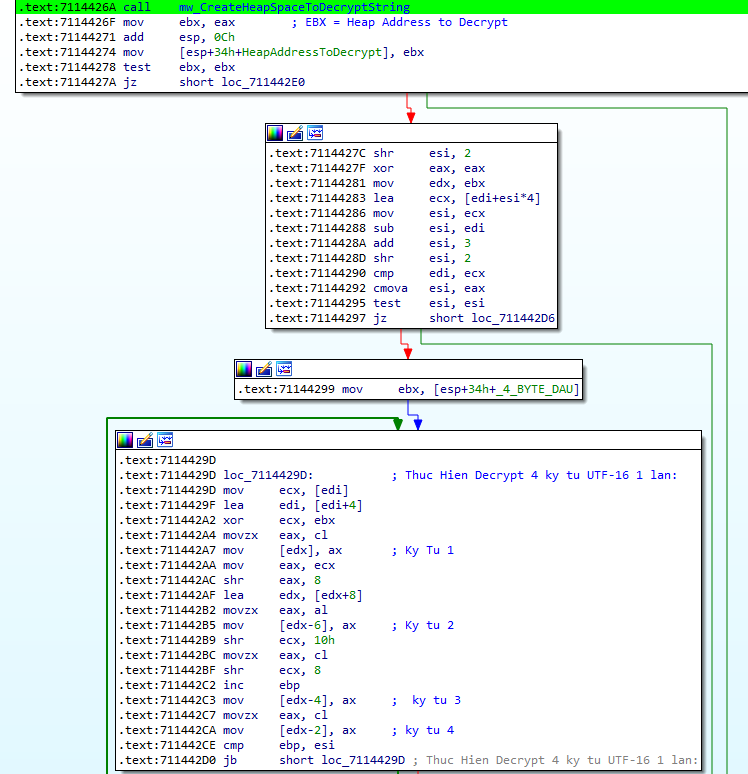 .text:7114426A call mw_CreateHeapSpaceToDecryptString
.text:7114426F mov ebx, eax ; EBX = Heap Address to Decrypt
.text:71144271 add esp, 0Ch
.text:71144274 mov [esp+34h+HeapAddressToDecrypt], ebx
.text:71144278 test ebx, ebx
.text:7114427A jz short loc_711442E0
.text:7114427C shr esi, 2
.text:7114427F xor eax, eax
.text:71144281 mov edx, ebx
.text:71144283 lea ecx, [edi+esi*4]
.text:71144286 mov esi, ecx
.text:71144288 sub esi, edi
.text:7114428A add esi, 3
.text:7114428D shr esi, 2
.text:71144290 cmp edi, ecx
.text:71144292 cmova esi, eax
.text:71144295 test esi, esi
.text:71144297 jz short loc_711442D6
.text:71144299 mov ebx, [esp+34h+_4_BYTE_DAU]
.text:7114429D
.text:7114429D loc_7114429D: ; Thuc Hien Decrypt 4 ky tu UTF-16 1 lan:
.text:7114429D mov ecx, [edi]
.text:7114429F lea edi, [edi+4]
.text:711442A2 xor ecx, ebx
.text:711442A4 movzx eax, cl
.text:711442A7 mov [edx], ax ; Ky Tu 1
.text:711442AA mov eax, ecx
.text:711442AC shr eax, 8
.text:711442AF lea edx, [edx+8]
.text:711442B2 movzx eax, al
.text:711442B5 mov [edx-6], ax ; Ky tu 2
.text:711442B9 shr ecx, 10h
.text:711442BC movzx eax, cl
.text:711442BF shr ecx, 8
.text:711442C2 inc ebp
.text:711442C3 mov [edx-4], ax ; ky tu 3
.text:711442C7 movzx eax, cl
.text:711442CA mov [edx-2], ax ; ky tu 4
.text:711442CE cmp ebp, esi
.text:711442D0 jb short loc_7114429D ; Thuc Hien Decrypt 4 ky tu UTF-16 1 lan: